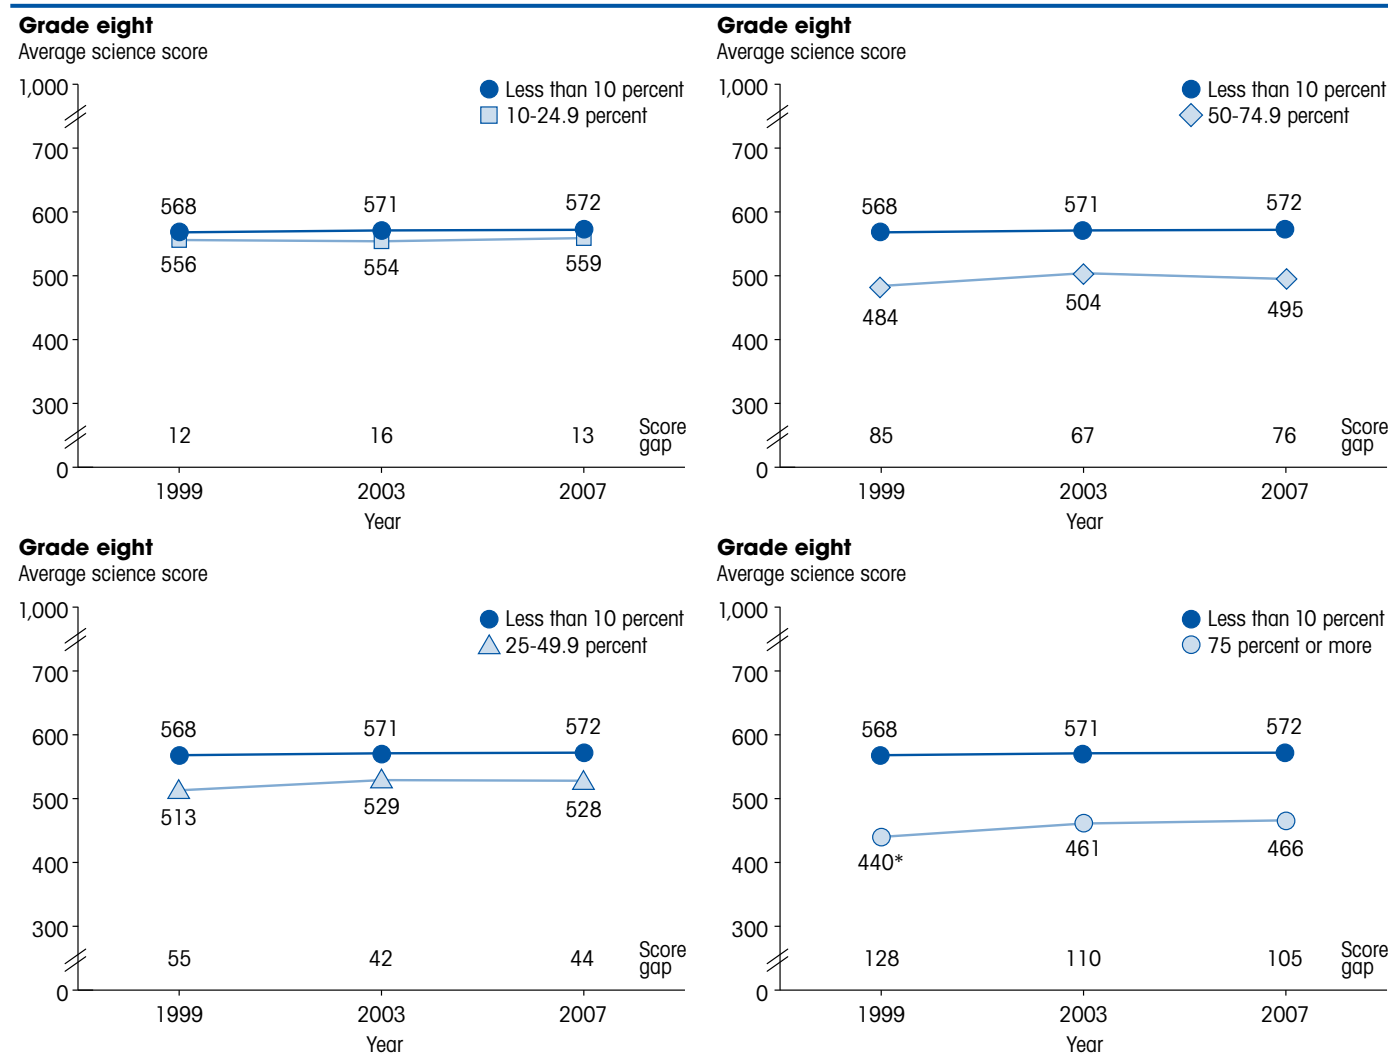 Grade eight
Average science score
1,000
Less than 10 percent
10-24.9 percent
700
568 571 572
600
556 554 559
500
400
300
12 16 13 Score gap
0
1999 2003 2007
Year
Grade eight
Average science score
1,000
Less than 10 percent
50-74.9 percent
700
568 571 572
600
500
484 504 495
400
300
85 67 76 Score gap
0
1999 2003 2007
Year
Grade eight
Average science score
1,000
Less than 10 percent
25-49.9 percent
700
568 571 572
600
500
513 529 528
400
300
55 42 44 Score gap
0
1999 2003 2007
Year
Grade eight
Average science score
1,000
Less than 10 percent
75 percent or more
700
568 571 572
600
500
440* 461 466
400
300
128 110 105 Score gap
0
1999 2003 2007
Year